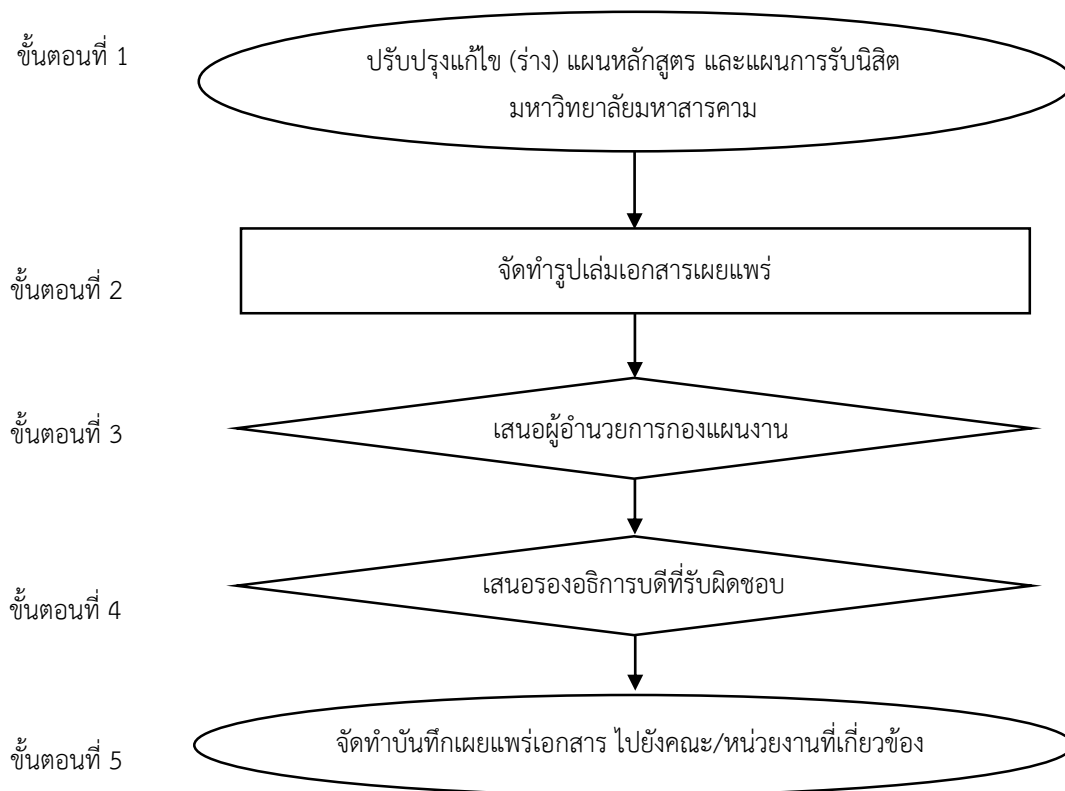 ขั้นตอนที่ 1
ปรับปรุงแก้ไข (ร่าง) แผนหลักสูตร และแผนการรับนิสิต
มหาวิทยาลัยมหาสารคาม
ขั้นตอนที่ 2
จัดทำรูปเล่มเอกสารเผยแพร่
ขั้นตอนที่ 3
เสนอผู้อำนวยการกองแผนงาน
ขั้นตอนที่ 4
เสนอรองอธิการบดีที่รับผิดชอบ
ขั้นตอนที่ 5
จัดทำบันทึกเผยแพร่เอกสาร ไปยังคณะ/หน่วยงานที่เกี่ยวข้อง